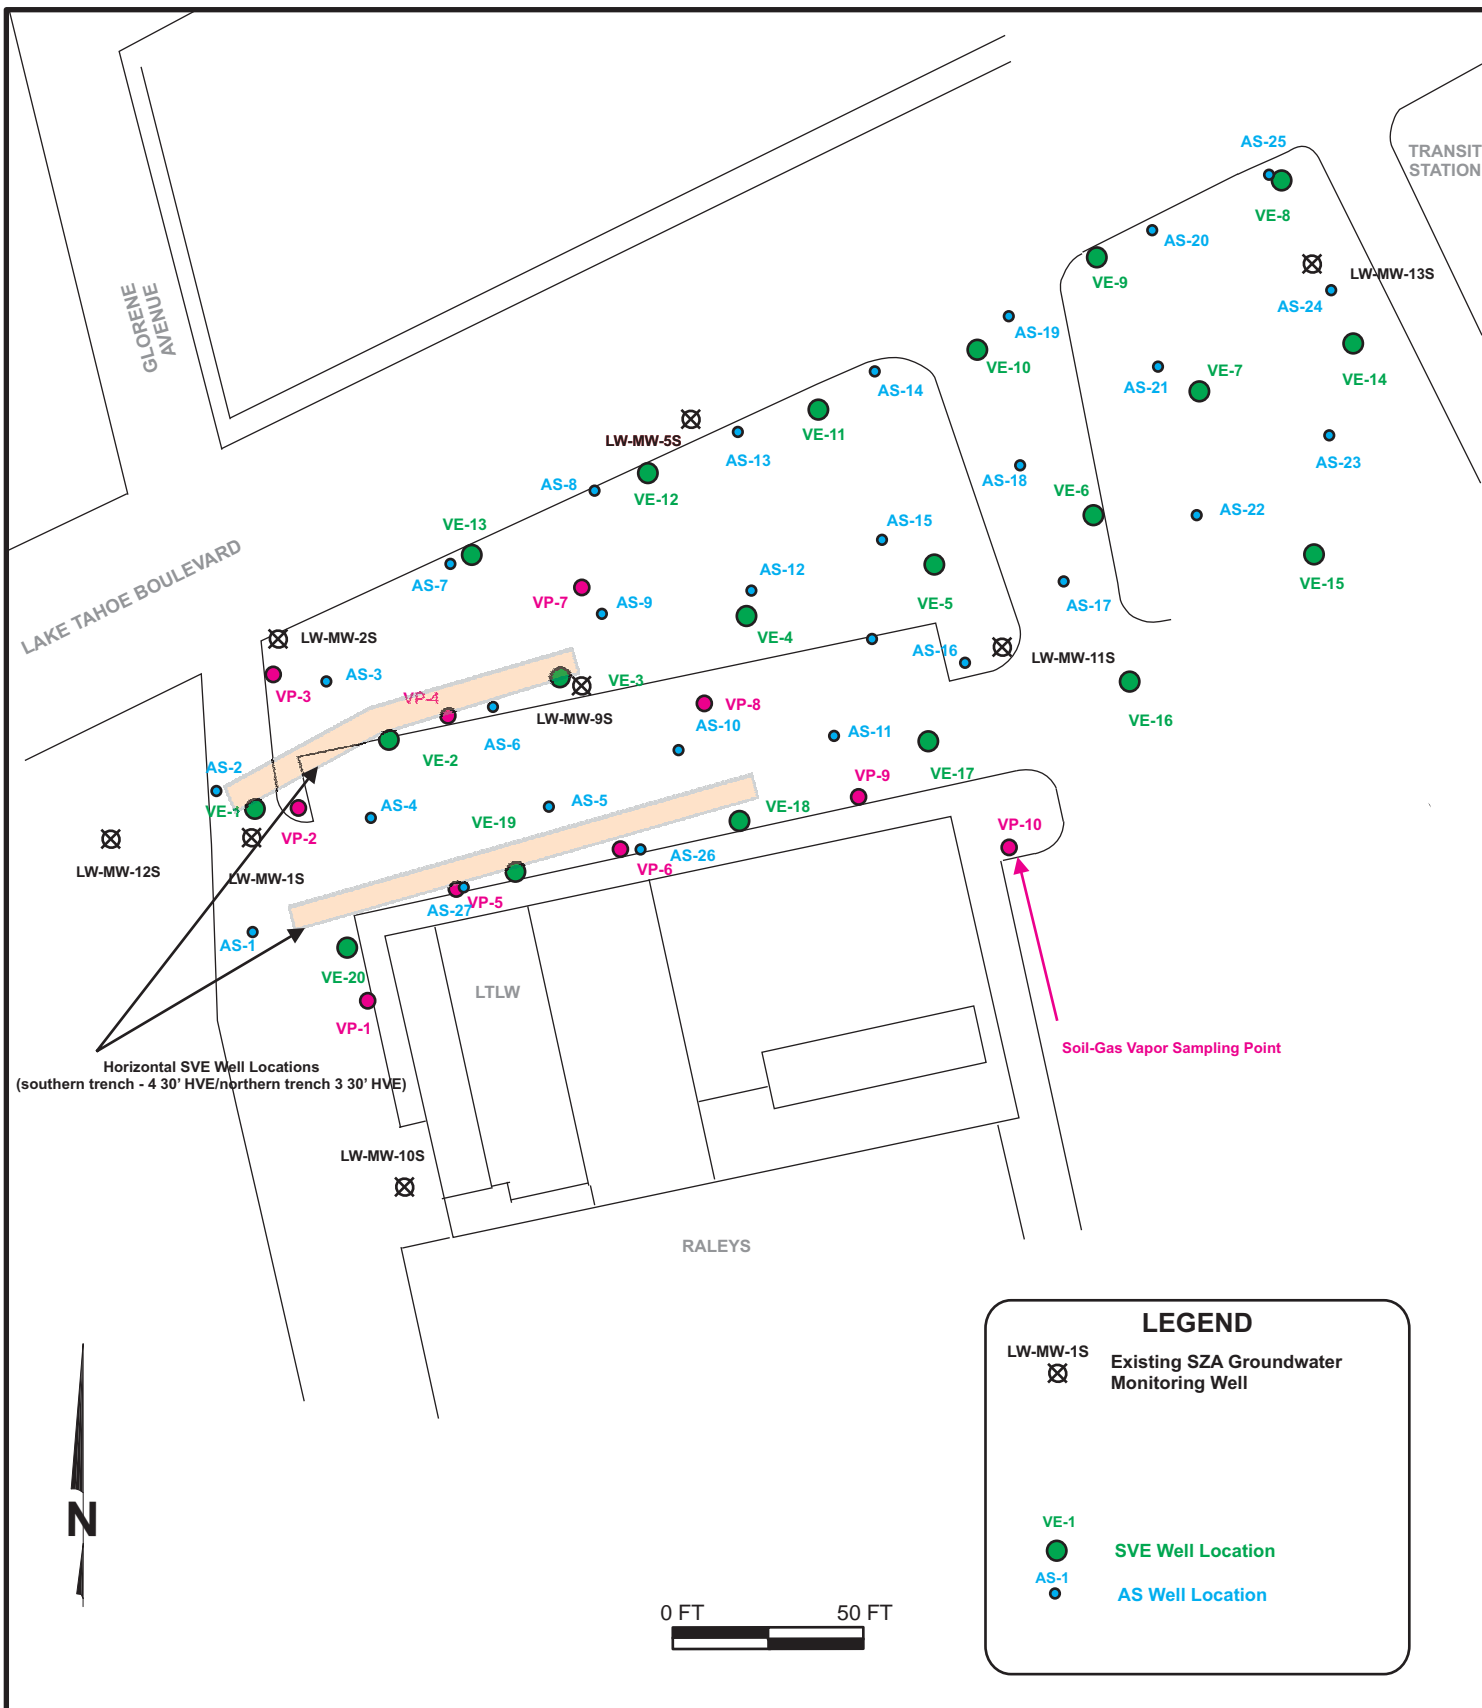 AS-25
TRANSIT
STATION
VE-8
AS-20
LW-MW-13S
VE-9
AS-24
GLORENE
AVENUE
AS-19
VE-10
VE-14
AS-21
VE-7
AS-14
VE-11
LW-MW-5S
AS-13
AS-23
AS-8
VE-12
AS-18
VE-6
AS-22
VE-13
AS-15
LAKE TAHOE BOULEVARD
AS-7
AS-12
VE-15
VP-7
AS-9
VE-5
AS-17
LW-MW-2S
VE-4
AS-16
LW-MW-11S
AS-3
VP-3
VP-4
VE-3
VE-16
LW-MW-9S
VP-8
AS-6
AS-10
AS-11
VE-2
AS-2
VE-17
VP-9
VE-1
AS-4
AS-5
VE-18
VE-19
VP-2
VP-10
LW-MW-12S
LW-MW-1S
AS-26
VP-6
VP-5
AS-27
AS-1
VE-20
LTLW
VP-1
Soil-Gas Vapor Sampling Point
Horizontal SVE Well Locations
(southern trench - 4 30' HVE/northern trench 3 30' HVE)
LW-MW-10S
RALEYS
LEGEND
LW-MW-1S
Existing SZA Groundwater
Monitoring Well
N
VE-1
SVE Well Location
AS-1
AS Well Location
0 FT
50 FT